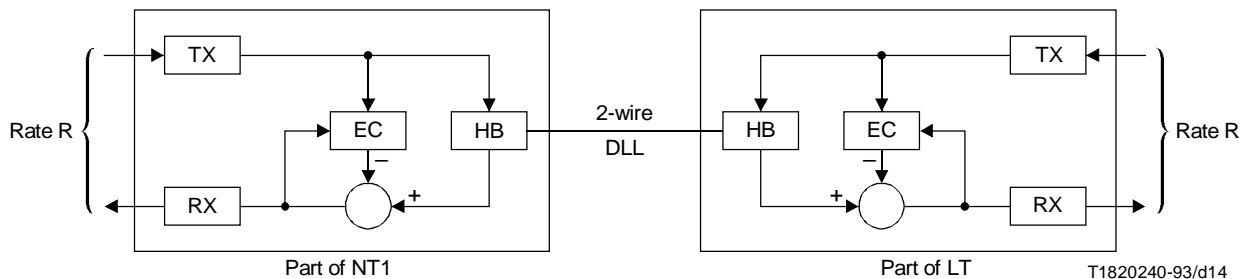 TX
TX
Rate R
EC
HB
2-wire
DLL
HB
EC
Rate R
–
–
RX
+
+
RX
Part of NT1
Part of LT
T1820240-93/d14